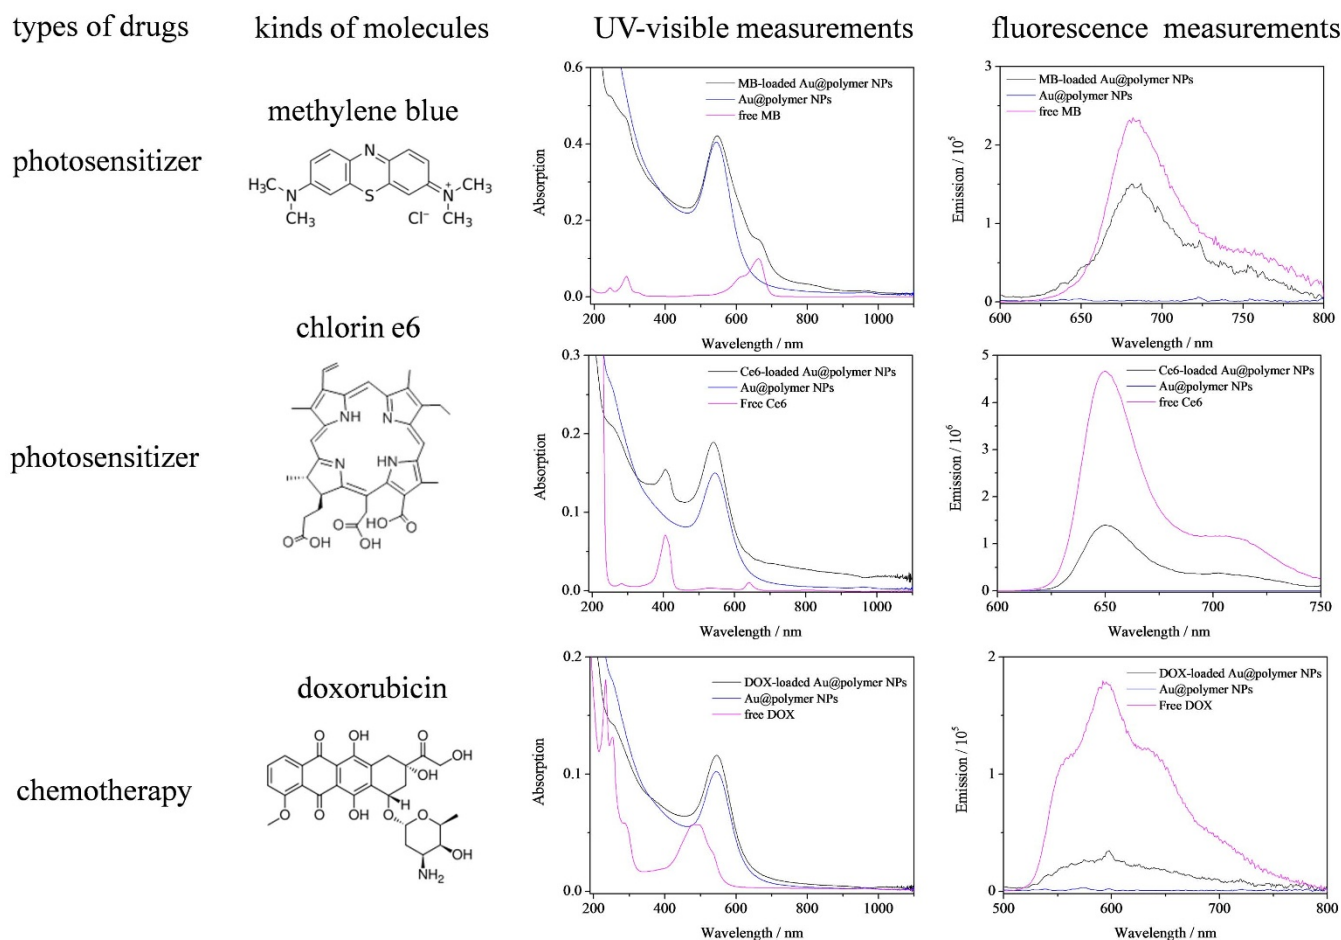 types of drugs
kinds of molecules
UV-visible measurements
fluorescence measurements
photosensitizer
methylene blue
N
H3C
N
CH3
S
N+
CH3
CH3
Cl−
CH3
0.6
0.4
0.2
0.0
Absorption
MB-loaded Au@polymer NPs
Au@polymer NPs
free MB
200 400 600 800 1000
Wavelength / nm
3
2
1
0
Emission / 10^5
MB-loaded Au@polymer NPs
Au@polymer NPs
free MB
600 650 700 750 800
Wavelength / nm
photosensitizer
chlorin e6
NH
N
N
HN
HO
O
O
OH
O
OH
O
0.3
0.2
0.1
0.0
Absorption
Ce6-loaded Au@polymer NPs
Au@polymer NPs
Free Ce6
200 400 600 800 1000
Wavelength / nm
5
4
3
2
1
0
Emission / 10^6
Ce6-loaded Au@polymer NPs
Au@polymer NPs
free Ce6
600 650 700 750
Wavelength / nm
chemotherapy
doxorubicin
O
OH
O
OH
OH
O
O
OH
O
H
O
O
OH
NH2
0.2
0.1
0.0
Absorption
DOX-loaded Au@polymer NPs
Au@polymer NPs
free DOX
200 400 600 800 1000
Wavelength / nm
2
1
0
Emission / 10^5
DOX-loaded Au@polymer NPs
Au@polymer NPs
Free DOX
500 600 700 800
Wavelength / nm